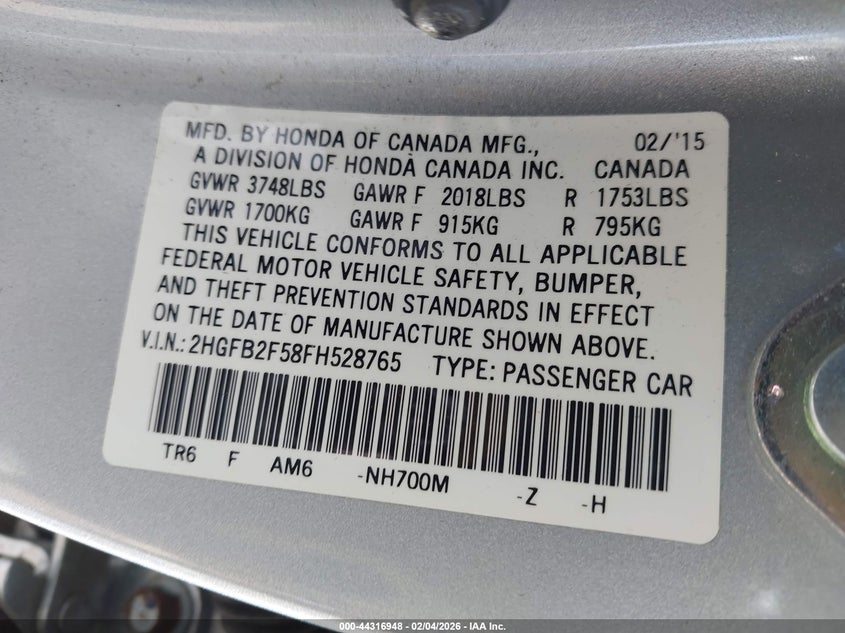 MFD. BY HONDA OF CANADA MFG., 02/'15
A DIVISION OF HONDA CANADA INC. CANADA
GVWR 3748LBS GAWR F 2018LBS R 1753LBS
GVWR 1700KG GAWR F 915KG R 795KG
THIS VEHICLE CONFORMS TO ALL APPLICABLE
FEDERAL MOTOR VEHICLE SAFETY, BUMPER,
AND THEFT PREVENTION STANDARDS IN EFFECT
ON THE DATE OF MANUFACTURE SHOWN ABOVE.
V.I.N.: 2HGFB2F58FH528765 TYPE: PASSENGER CAR
TR6 F AM6 -NH700M -Z -H
000-44316948 - 02/04/2026 - IAA Inc.